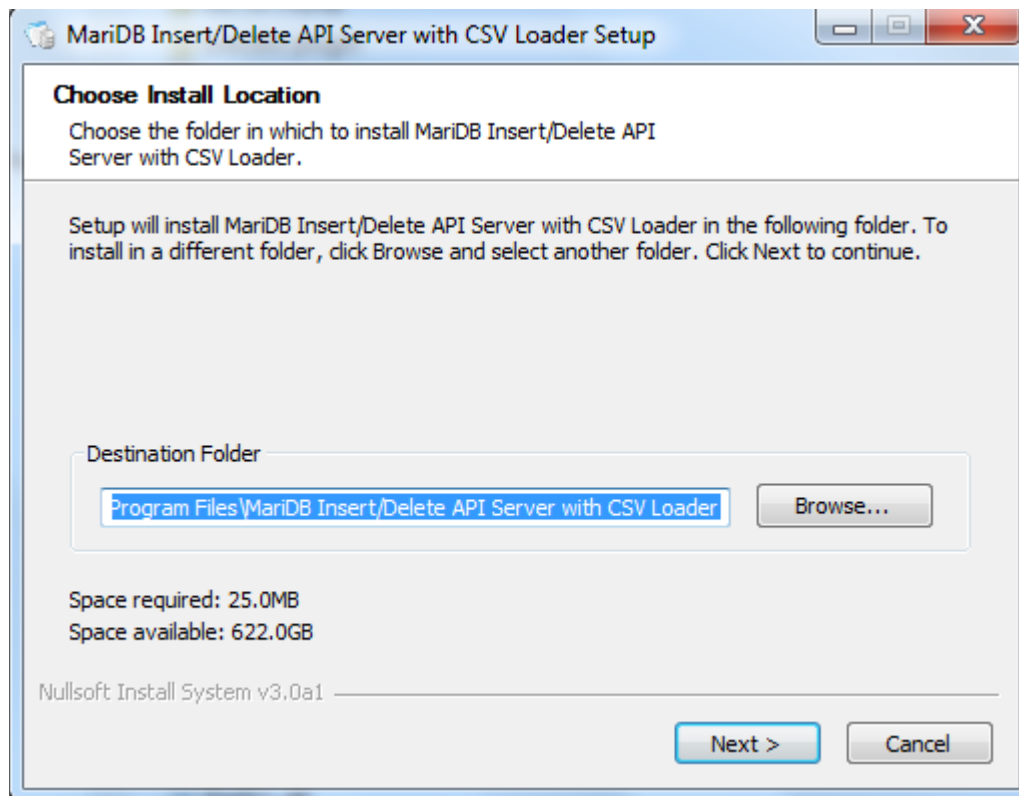 MariDB Insert/Delete API Server with CSV Loader Setup
Choose Install Location
Choose the folder in which to install MariDB Insert/Delete API
Server with CSV Loader.
Setup will install MariDB Insert/Delete API Server with CSV Loader in the following folder. To
install in a different folder, click Browse and select another folder. Click Next to continue.
Destination Folder
Program Files\MariDB Insert/Delete API Server with CSV Loader
Browse...
Space required: 25.0MB
Space available: 622.0GB
Nullsoft Install System v3.0a1
Next >
Cancel